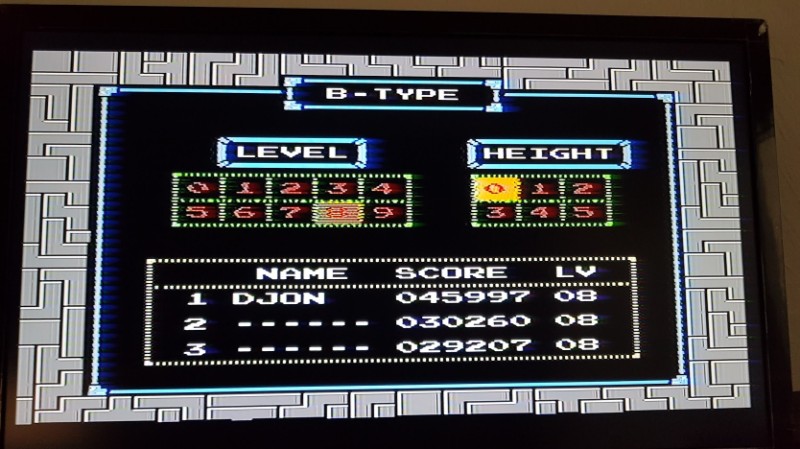 B-TYPE
LEVEL HEIGHT
0 1 2 3 4 0 1 2
5 6 7 8 9 3 4 5
NAME SCORE LV
1 DJON 045997 08
2 ------ 030260 08
3 ------ 029207 08